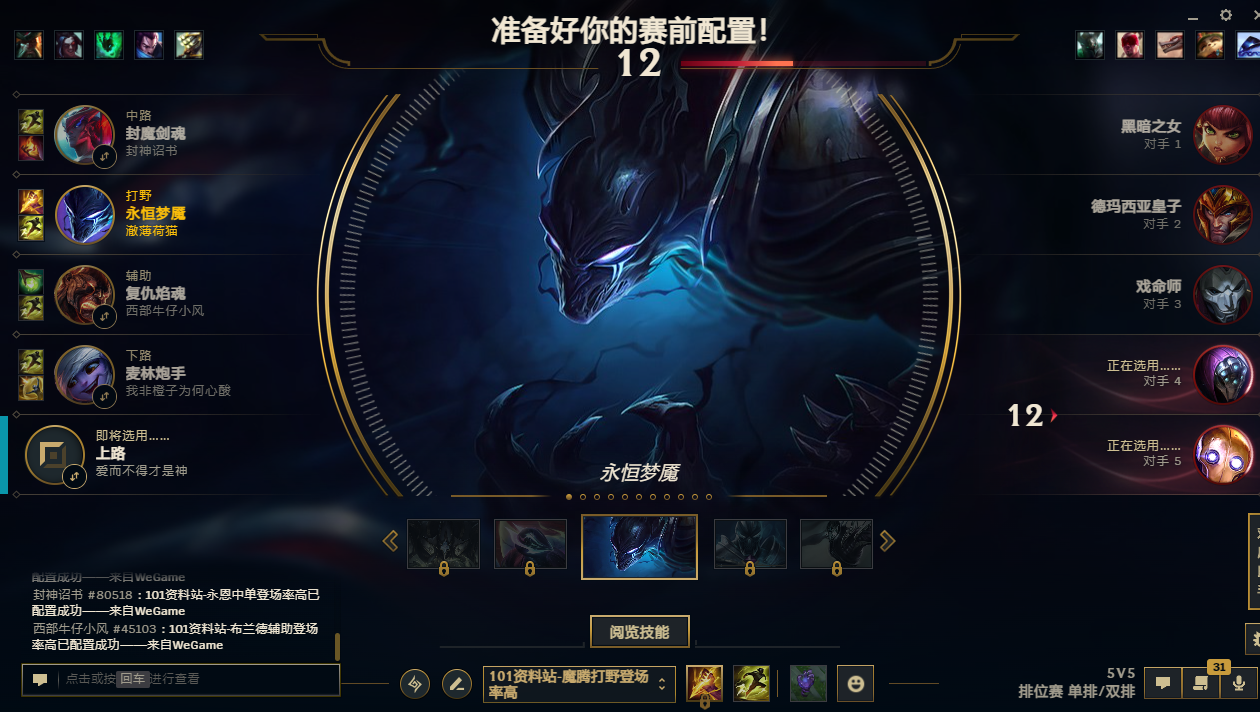 准备好你的赛前配置！
12
中路
封魔剑魂
封神诏书
打野
永恒梦魇
澈薄荷猫
辅助
复仇焰魂
西部牛仔小风
下路
麦林炮手
我非橙子为何心酸
即将选用......
上路
爱而不得才是神
黑暗之女
对手 1
德玛西亚皇子
对手 2
戏命师
对手 3
正在选用......
对手 4
12
正在选用......
对手 5
永恒梦魇
阅览技能
配置成功——来自WeGame
封神诏书 #80518：101资料站-永恩中单登场率高已
配置成功——来自WeGame
西部牛仔小风 #45103：101资料站-布兰德辅助登场
率高已配置成功——来自WeGame
点击或按 回车 进行查看
101资料站-魔腾打野登场
率高
5V5
排位赛 单排/双排
31